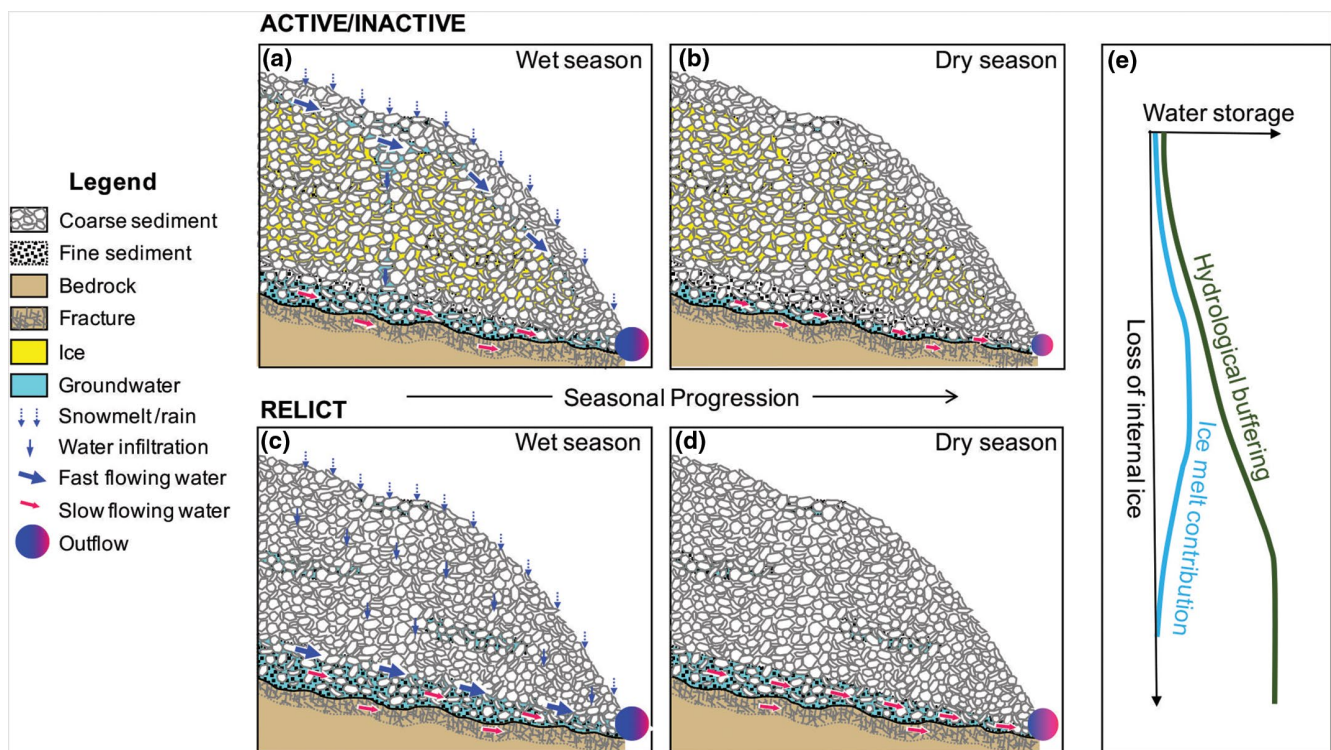 ACTIVE/INACTIVE
(a)
Wet season
(b)
Dry season
(e)
Water storage
Loss of internal ice
Ice melt contribution
Hydrological buffering
Legend
Coarse sediment
Fine sediment
Bedrock
Fracture
Ice
Groundwater
Snowmelt/rain
Water infiltration
Fast flowing water
Slow flowing water
Outflow
Seasonal Progression
RELICT
(c)
Wet season
(d)
Dry season